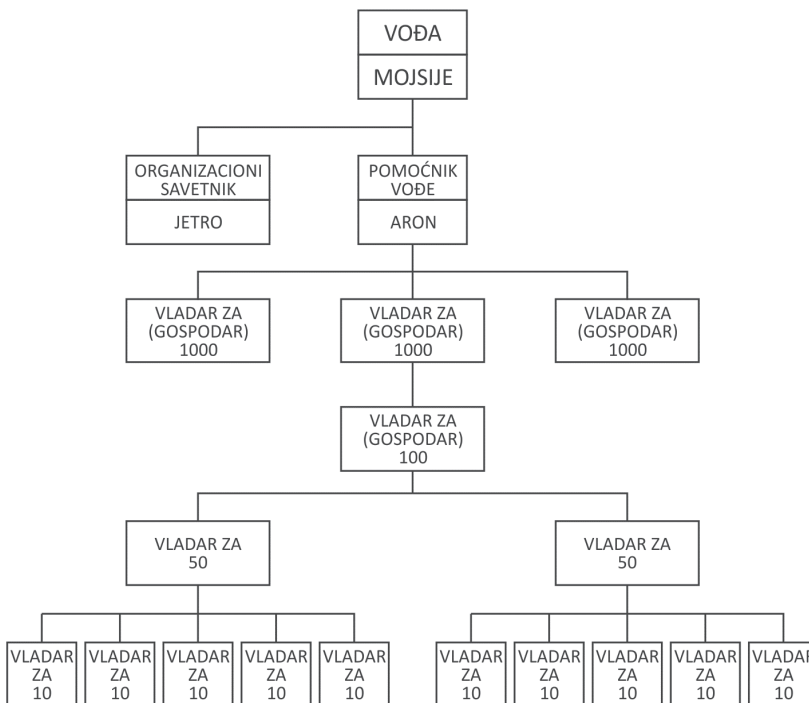 VOĐA
MOJSIJE
ORGANIZACIONI
SAVETNIK
JETRO
POMOĆNIK
VOĐE
ARON
VLADAR ZA
(GOSPODAR)
1000
VLADAR ZA
(GOSPODAR)
1000
VLADAR ZA
(GOSPODAR)
1000
VLADAR ZA
(GOSPODAR)
100
VLADAR ZA
50
VLADAR ZA
50
VLADAR
ZA
10
VLADAR
ZA
10
VLADAR
ZA
10
VLADAR
ZA
10
VLADAR
ZA
10
VLADAR
ZA
10
VLADAR
ZA
10
VLADAR
ZA
10
VLADAR
ZA
10
VLADAR
ZA
10